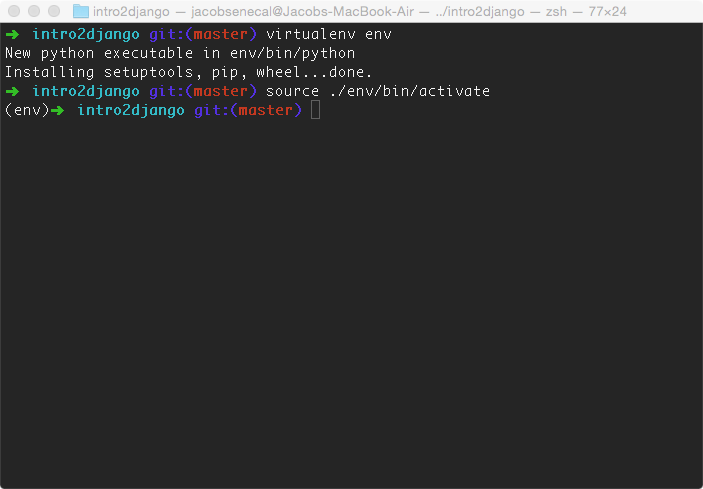 intro2django — jacobsenecal@Jacobs-MacBook-Air — ../intro2django — zsh — 77×24
➜ intro2django git:(master) virtualenv env
New python executable in env/bin/python
Installing setuptools, pip, wheel...done.
➜ intro2django git:(master) source ./env/bin/activate
(env)➜ intro2django git:(master)